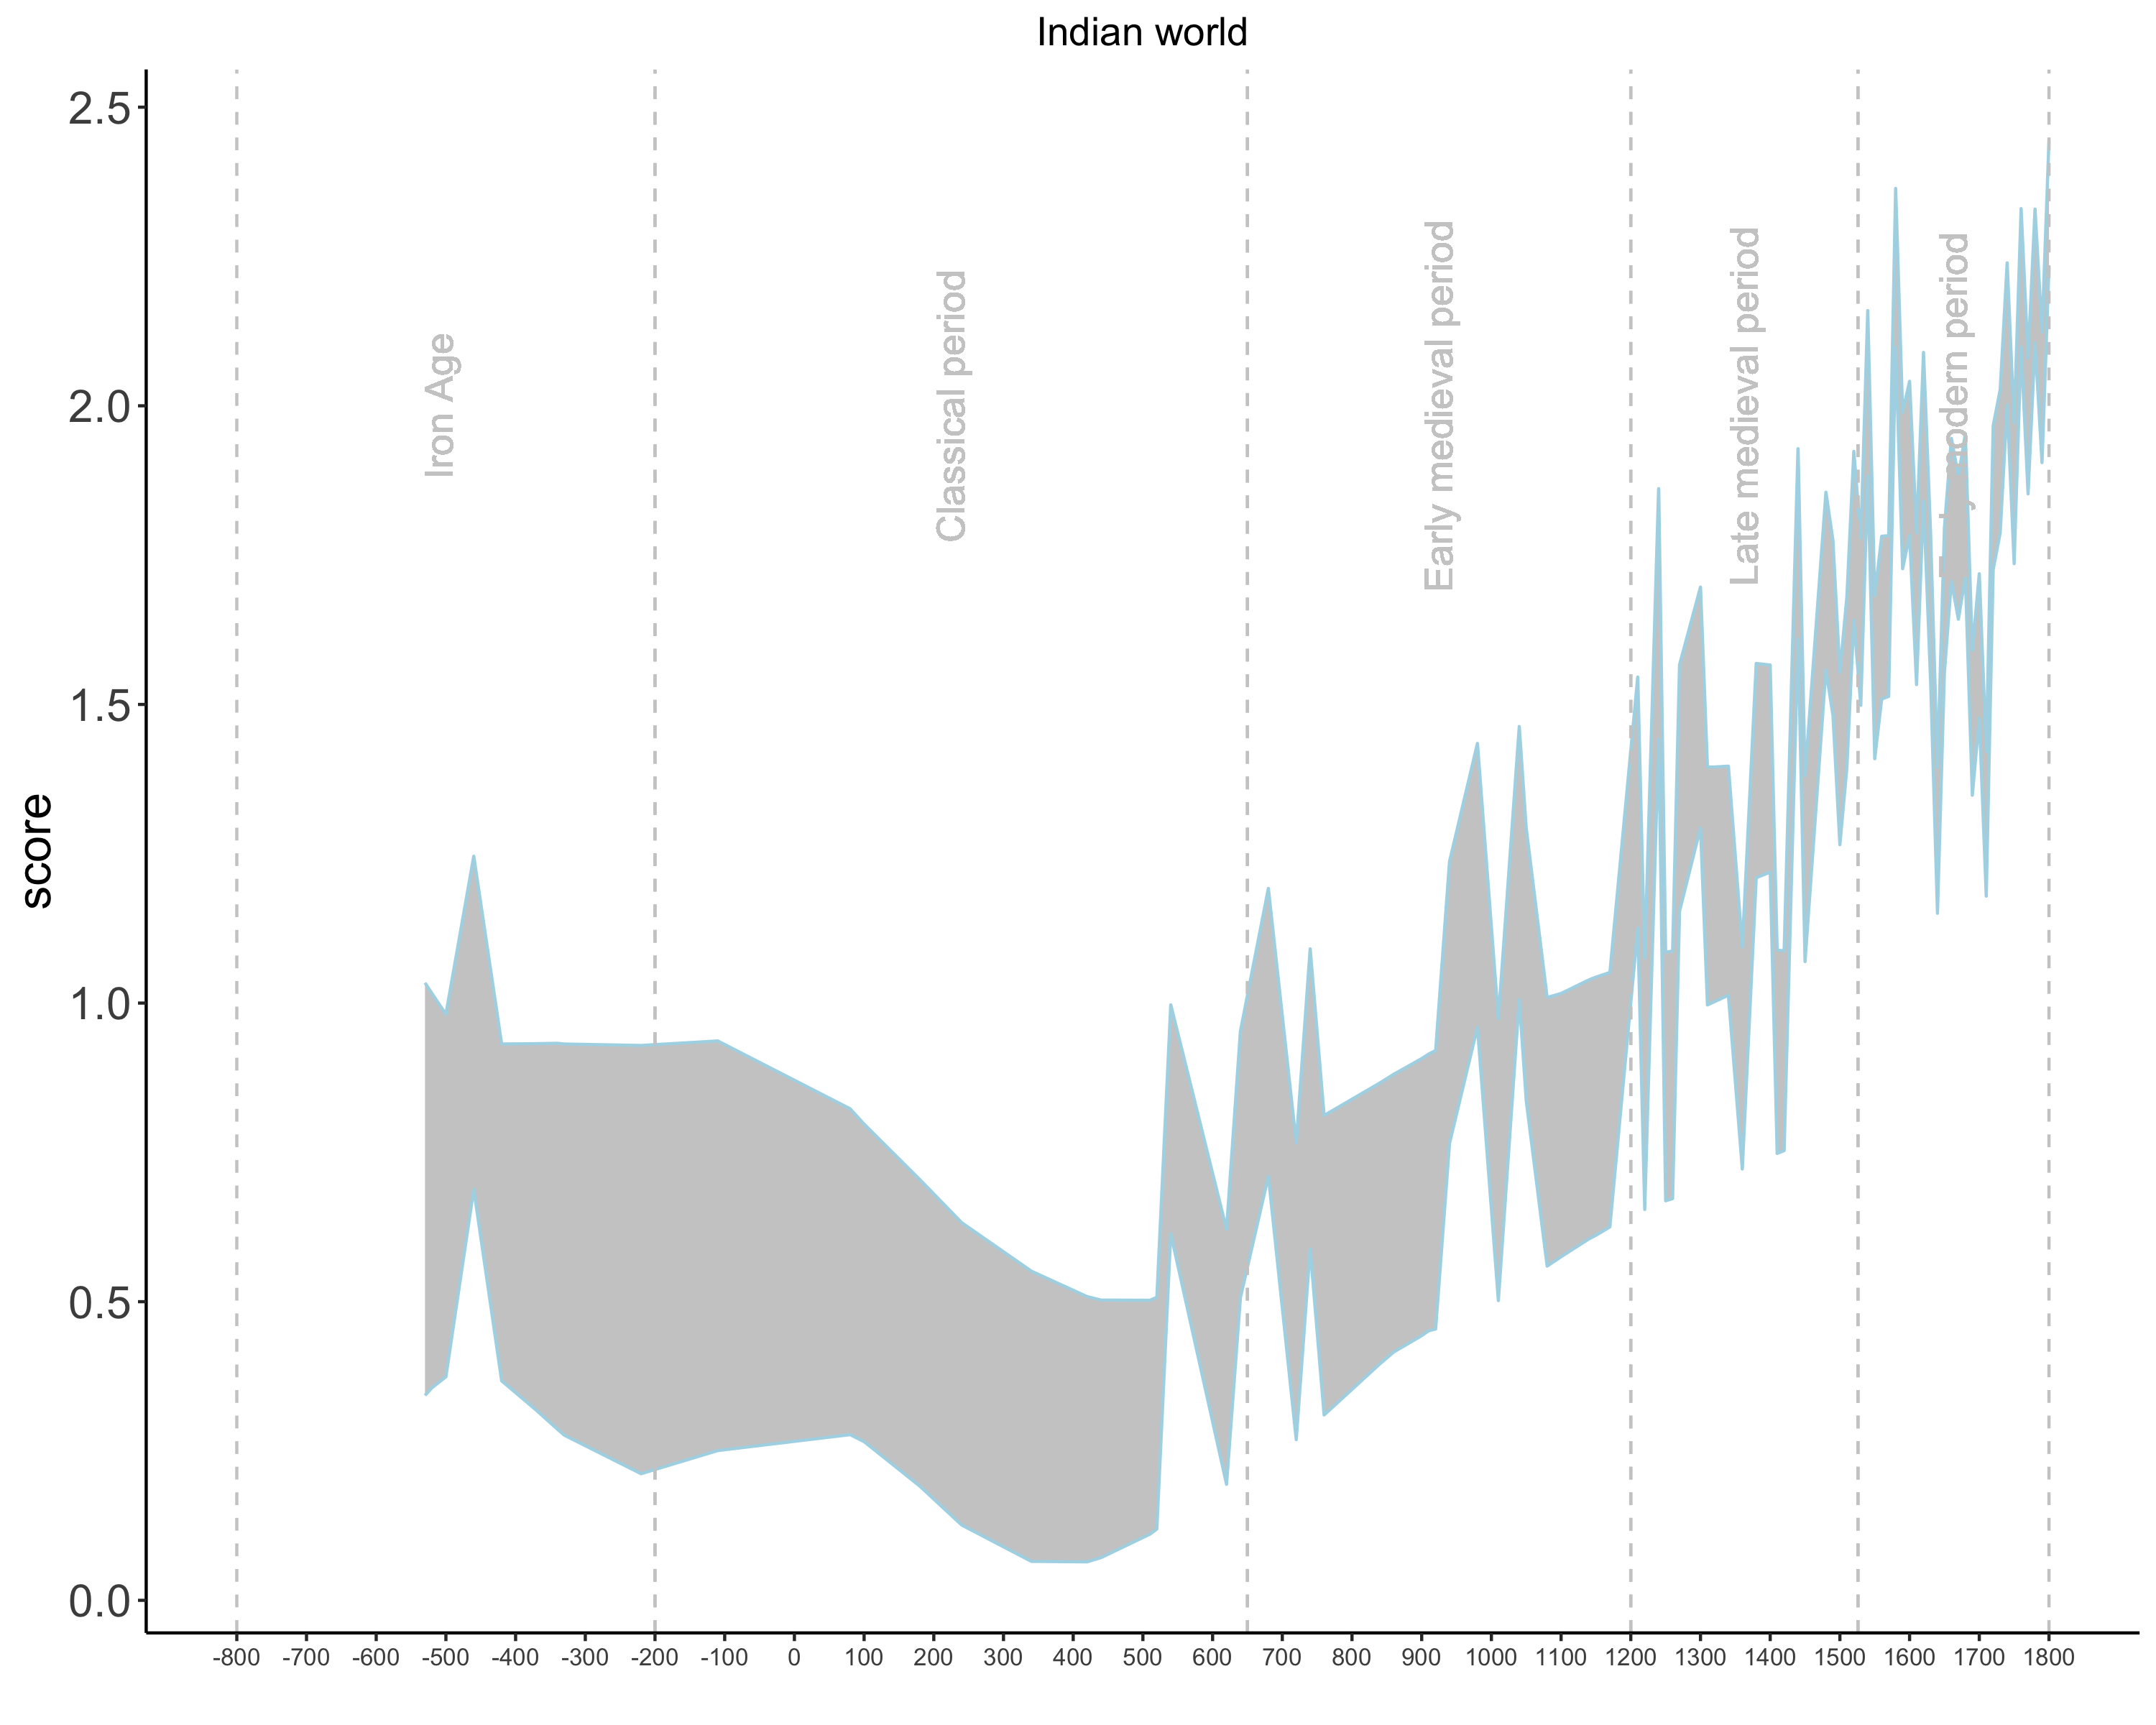 Indian world
2.5
2.0
1.5
1.0
0.5
0.0
score
Iron Age
Classical period
Early medieval period
Late medieval period
modern period
-800 -700 -600 -500 -400 -300 -200 -100 0 100 200 300 400 500 600 700 800 900 1000 1100 1200 1300 1400 1500 1600 1700 1800